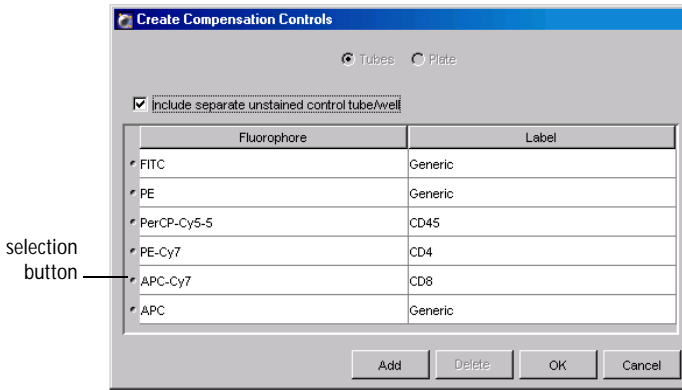 Create Compensation Controls
Tubes Plate
Include separate unstained control tube/well
Fluorophore Label
FITC Generic
PE Generic
PerCP-Cy5-5 CD45
PE-Cy7 CD4
selection
button
APC-Cy7 CD8
APC Generic
Add Delete OK Cancel